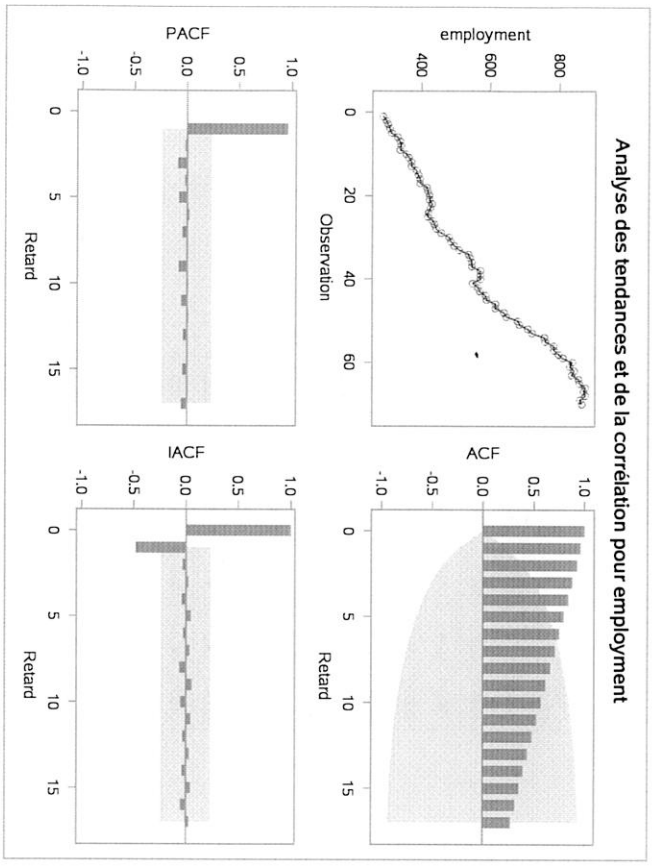 Analyse des tendances et de la corrélation pour employment
employment
800
600
400
0 20 40 60
Observation
ACF
1.0
0.5
0.0
-0.5
-1.0
0 5 10 15
Retard
PACF
1.0
0.5
0.0
-0.5
-1.0
0 5 10 15
Retard
IACF
1.0
0.5
0.0
-0.5
-1.0
0 5 10 15
Retard